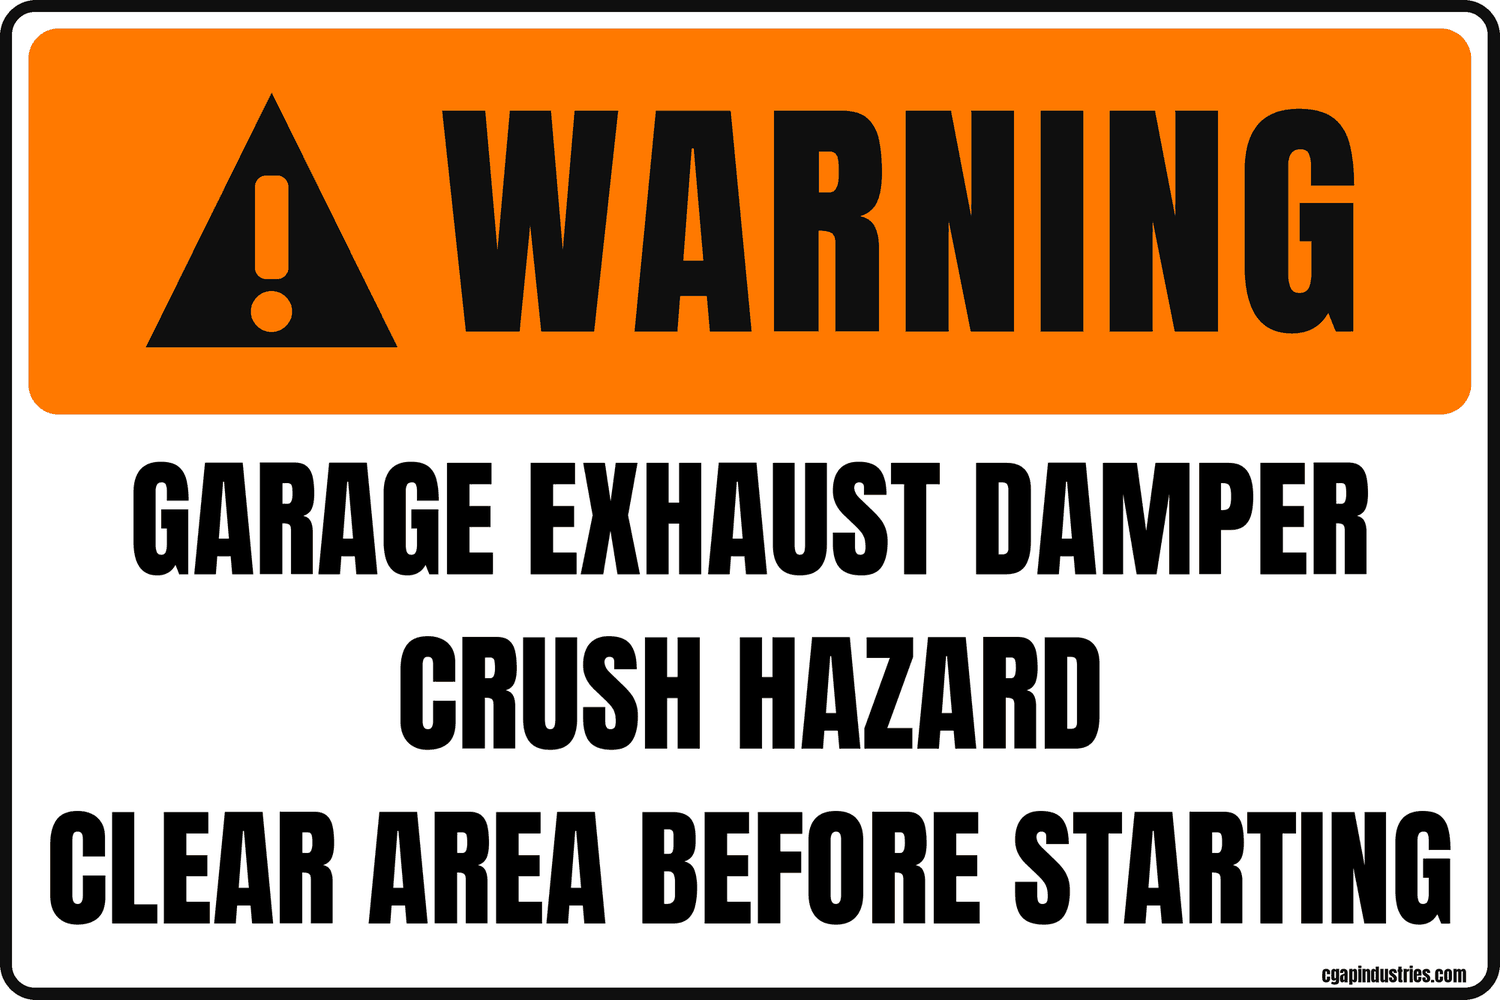 WARNING
GARAGE EXHAUST DAMPER
CRUSH HAZARD
CLEAR AREA BEFORE STARTING
cgapindustries.com